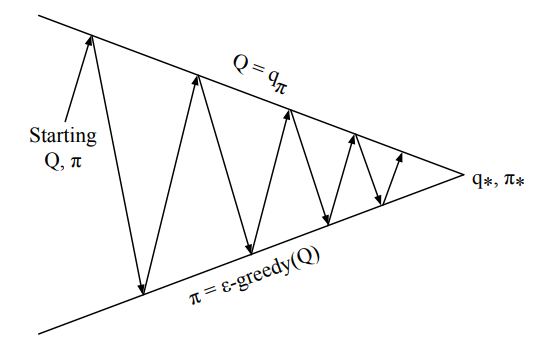 Q = qπ
Starting
Q, π
q*, π*
π = ε-greedy(Q)